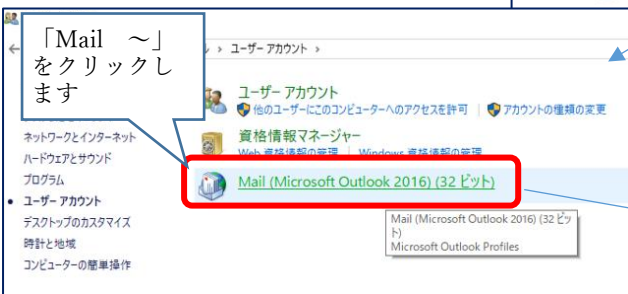 「Mail　～」
をクリックし
ます
› ユーザー アカウント ›
ユーザー アカウント
他のユーザーにこのコンピューターへのアクセスを許可 | アカウントの種類の変更
資格情報マネージャー
Web 資格情報の管理 | Windows 資格情報の管理
Mail (Microsoft Outlook 2016) (32 ビット)
Mail (Microsoft Outlook 2016) (32 ビッ
ト)
Microsoft Outlook Profiles
ネットワークとインターネット
ハードウェアとサウンド
プログラム
• ユーザー アカウント
デスクトップのカスタマイズ
時計と地域
コンピューターの簡単操作